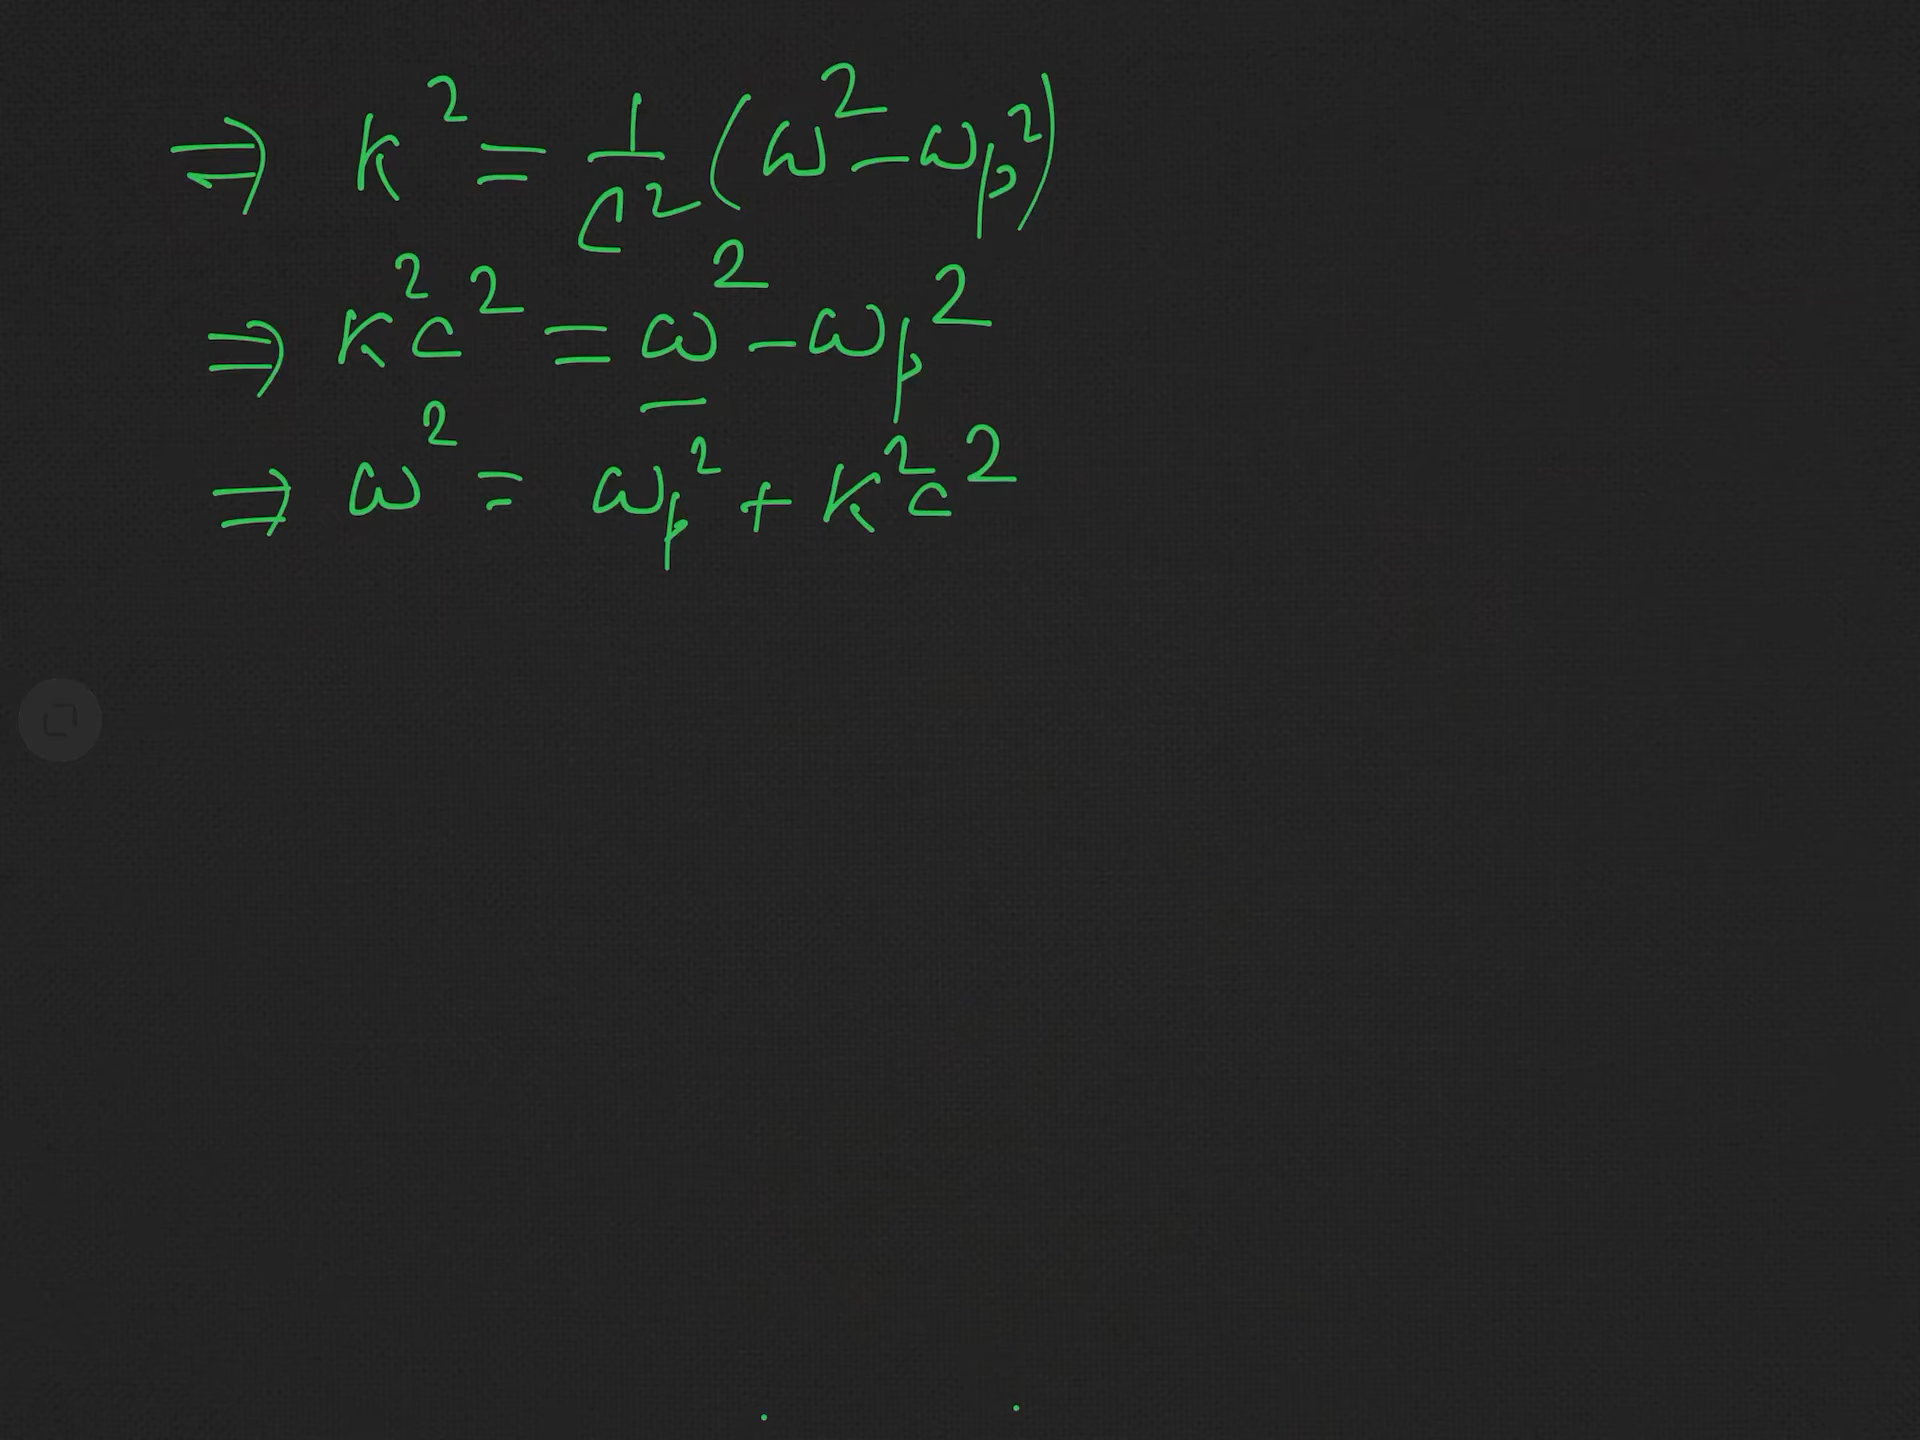 ⇒ k² = 1/c² (ω² − ωp²)
⇒ k²c² = ω² − ωp²
⇒ ω² = ωp² + k²c²